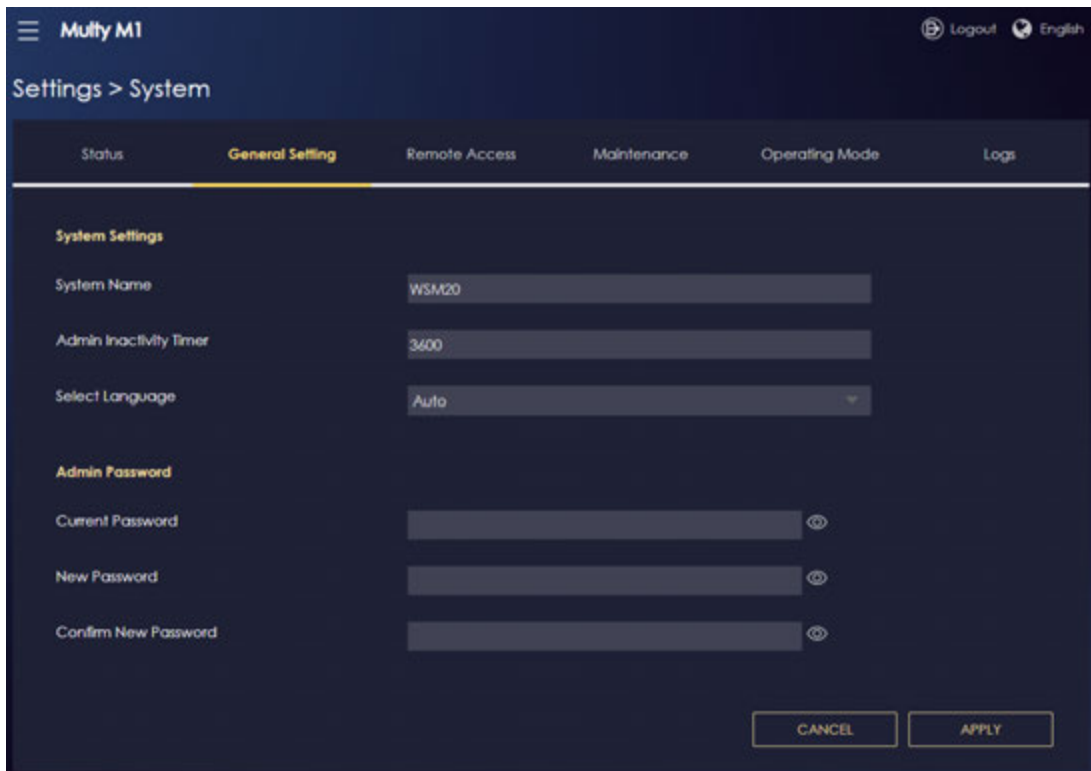 Multy M1 Logout English
Settings > System
Status General Setting Remote Access Maintenance Operating Mode Logs
System Settings
System Name WSM20
Admin Inactivity Timer 3600
Select Language Auto
Admin Password
Current Password
New Password
Confirm New Password
CANCEL APPLY